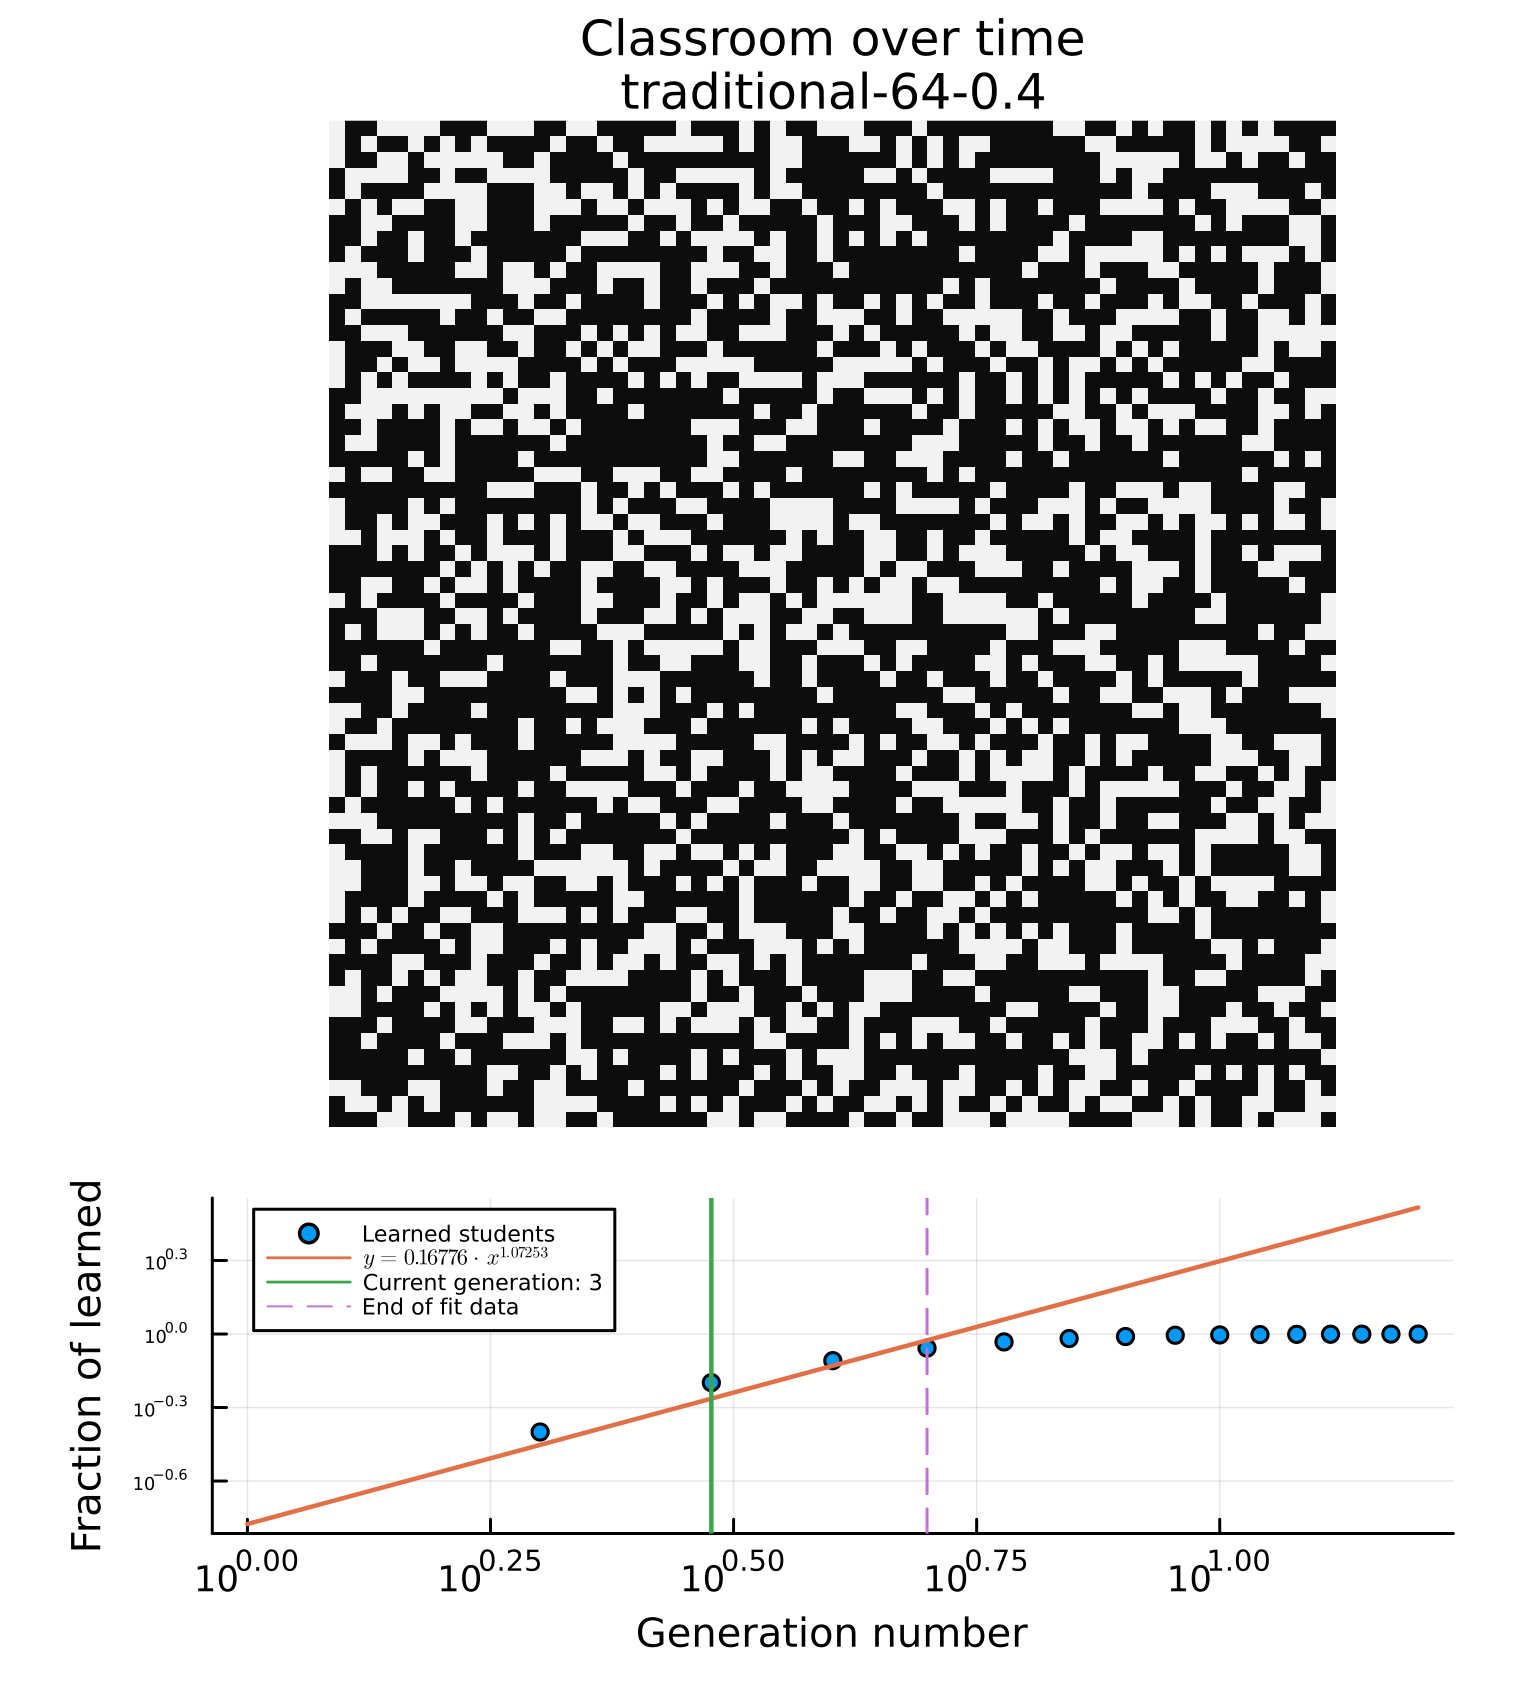 Classroom over time
traditional-64-0.4
Fraction of learned
Learned students
y = 0.16776 · x^1.07253
Current generation: 3
End of fit data
10^0.3
10^0.0
10^−0.3
10^−0.6
10^0.00 10^0.25 10^0.50 10^0.75 10^1.00
Generation number